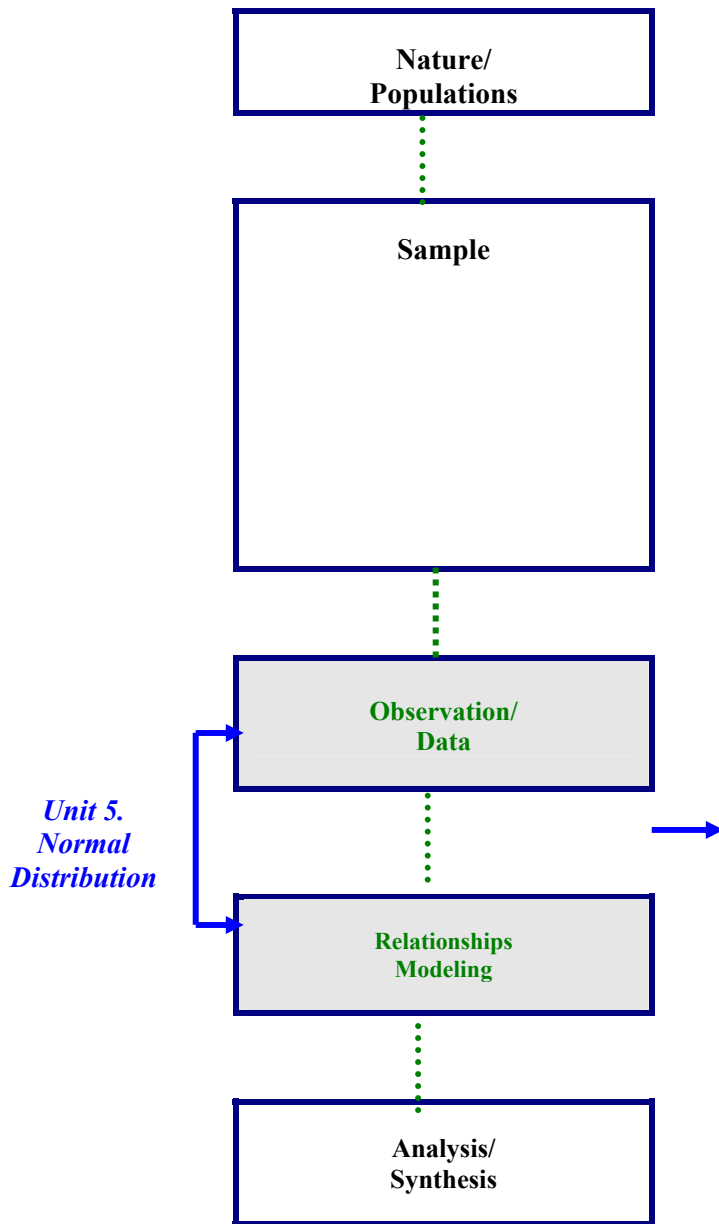 Nature/
Populations
Sample
Observation/
Data
Unit 5.
Normal
Distribution
Relationships
Modeling
Analysis/
Synthesis